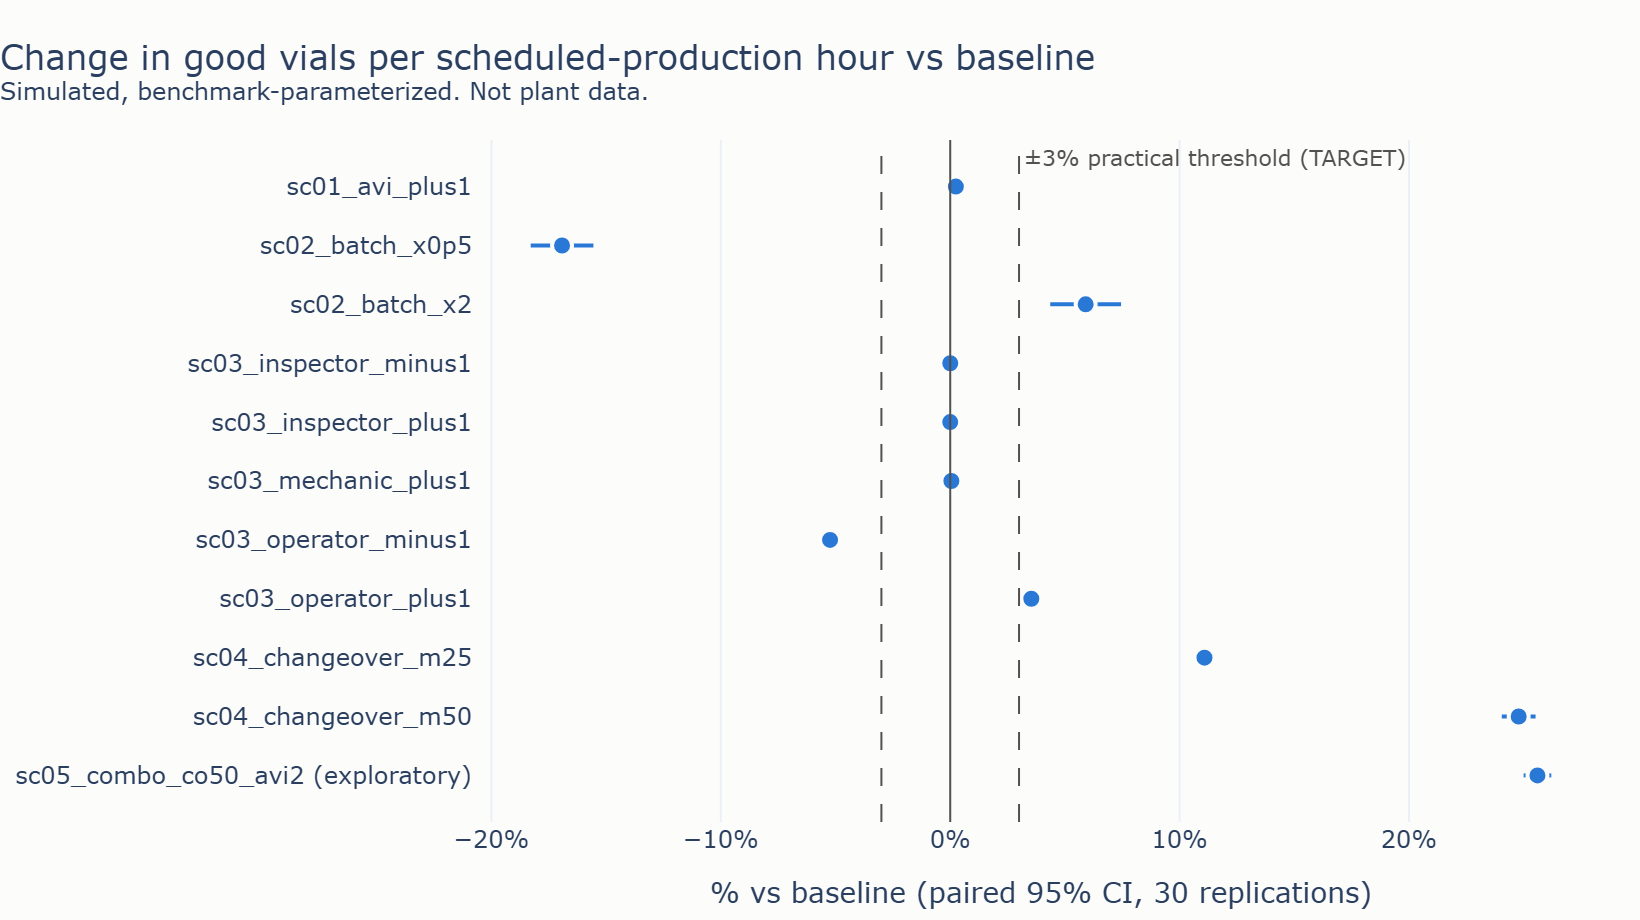 Change in good vials per scheduled-production hour vs baseline
Simulated, benchmark-parameterized. Not plant data.
±3% practical threshold (TARGET)
sc01_avi_plus1
sc02_batch_x0p5
sc02_batch_x2
sc03_inspector_minus1
sc03_inspector_plus1
sc03_mechanic_plus1
sc03_operator_minus1
sc03_operator_plus1
sc04_changeover_m25
sc04_changeover_m50
sc05_combo_co50_avi2 (exploratory)
−20% −10% 0% 10% 20%
% vs baseline (paired 95% CI, 30 replications)